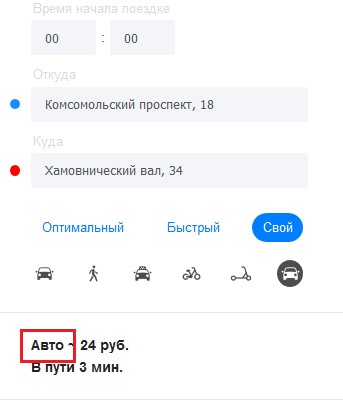 Время начала поездке
00 : 00
Откуда
Комсомольский проспект, 18
Куда
Хамовнический вал, 34
Оптимальный Быстрый Свой
Авто ~ 24 руб.
В пути 3 мин.